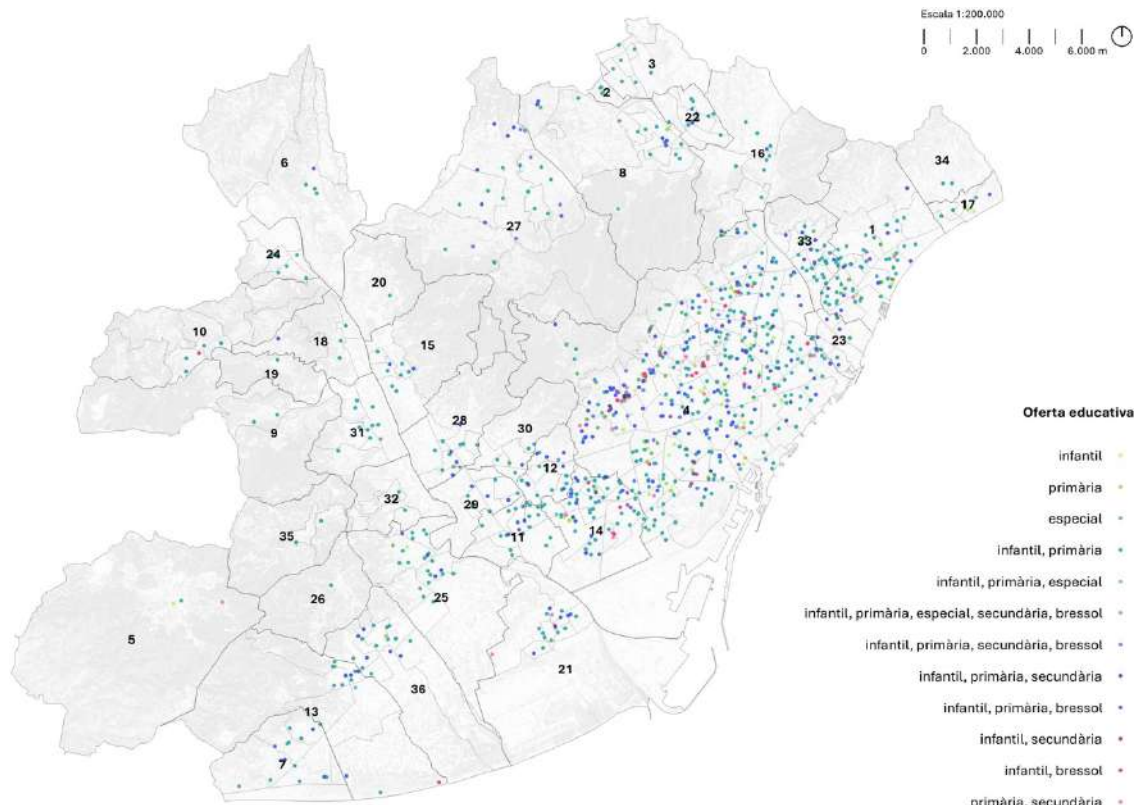 Escala 1:200.000
0 2.000 4.000 6.000 m
3
2
22
6
16
8
34
17
27
1
33
24
20
10
18
15
23
19
4
9
28
30
31
12
32
29
14
11
35
25
26
5
21
36
13
7
Oferta educativa
infantil
primària
especial
infantil, primària
infantil, primària, especial
infantil, primària, especial, secundària, bressol
infantil, primària, secundària, bressol
infantil, primària, secundària
infantil, primària, bressol
infantil, secundària
infantil, bressol
primària, secundària